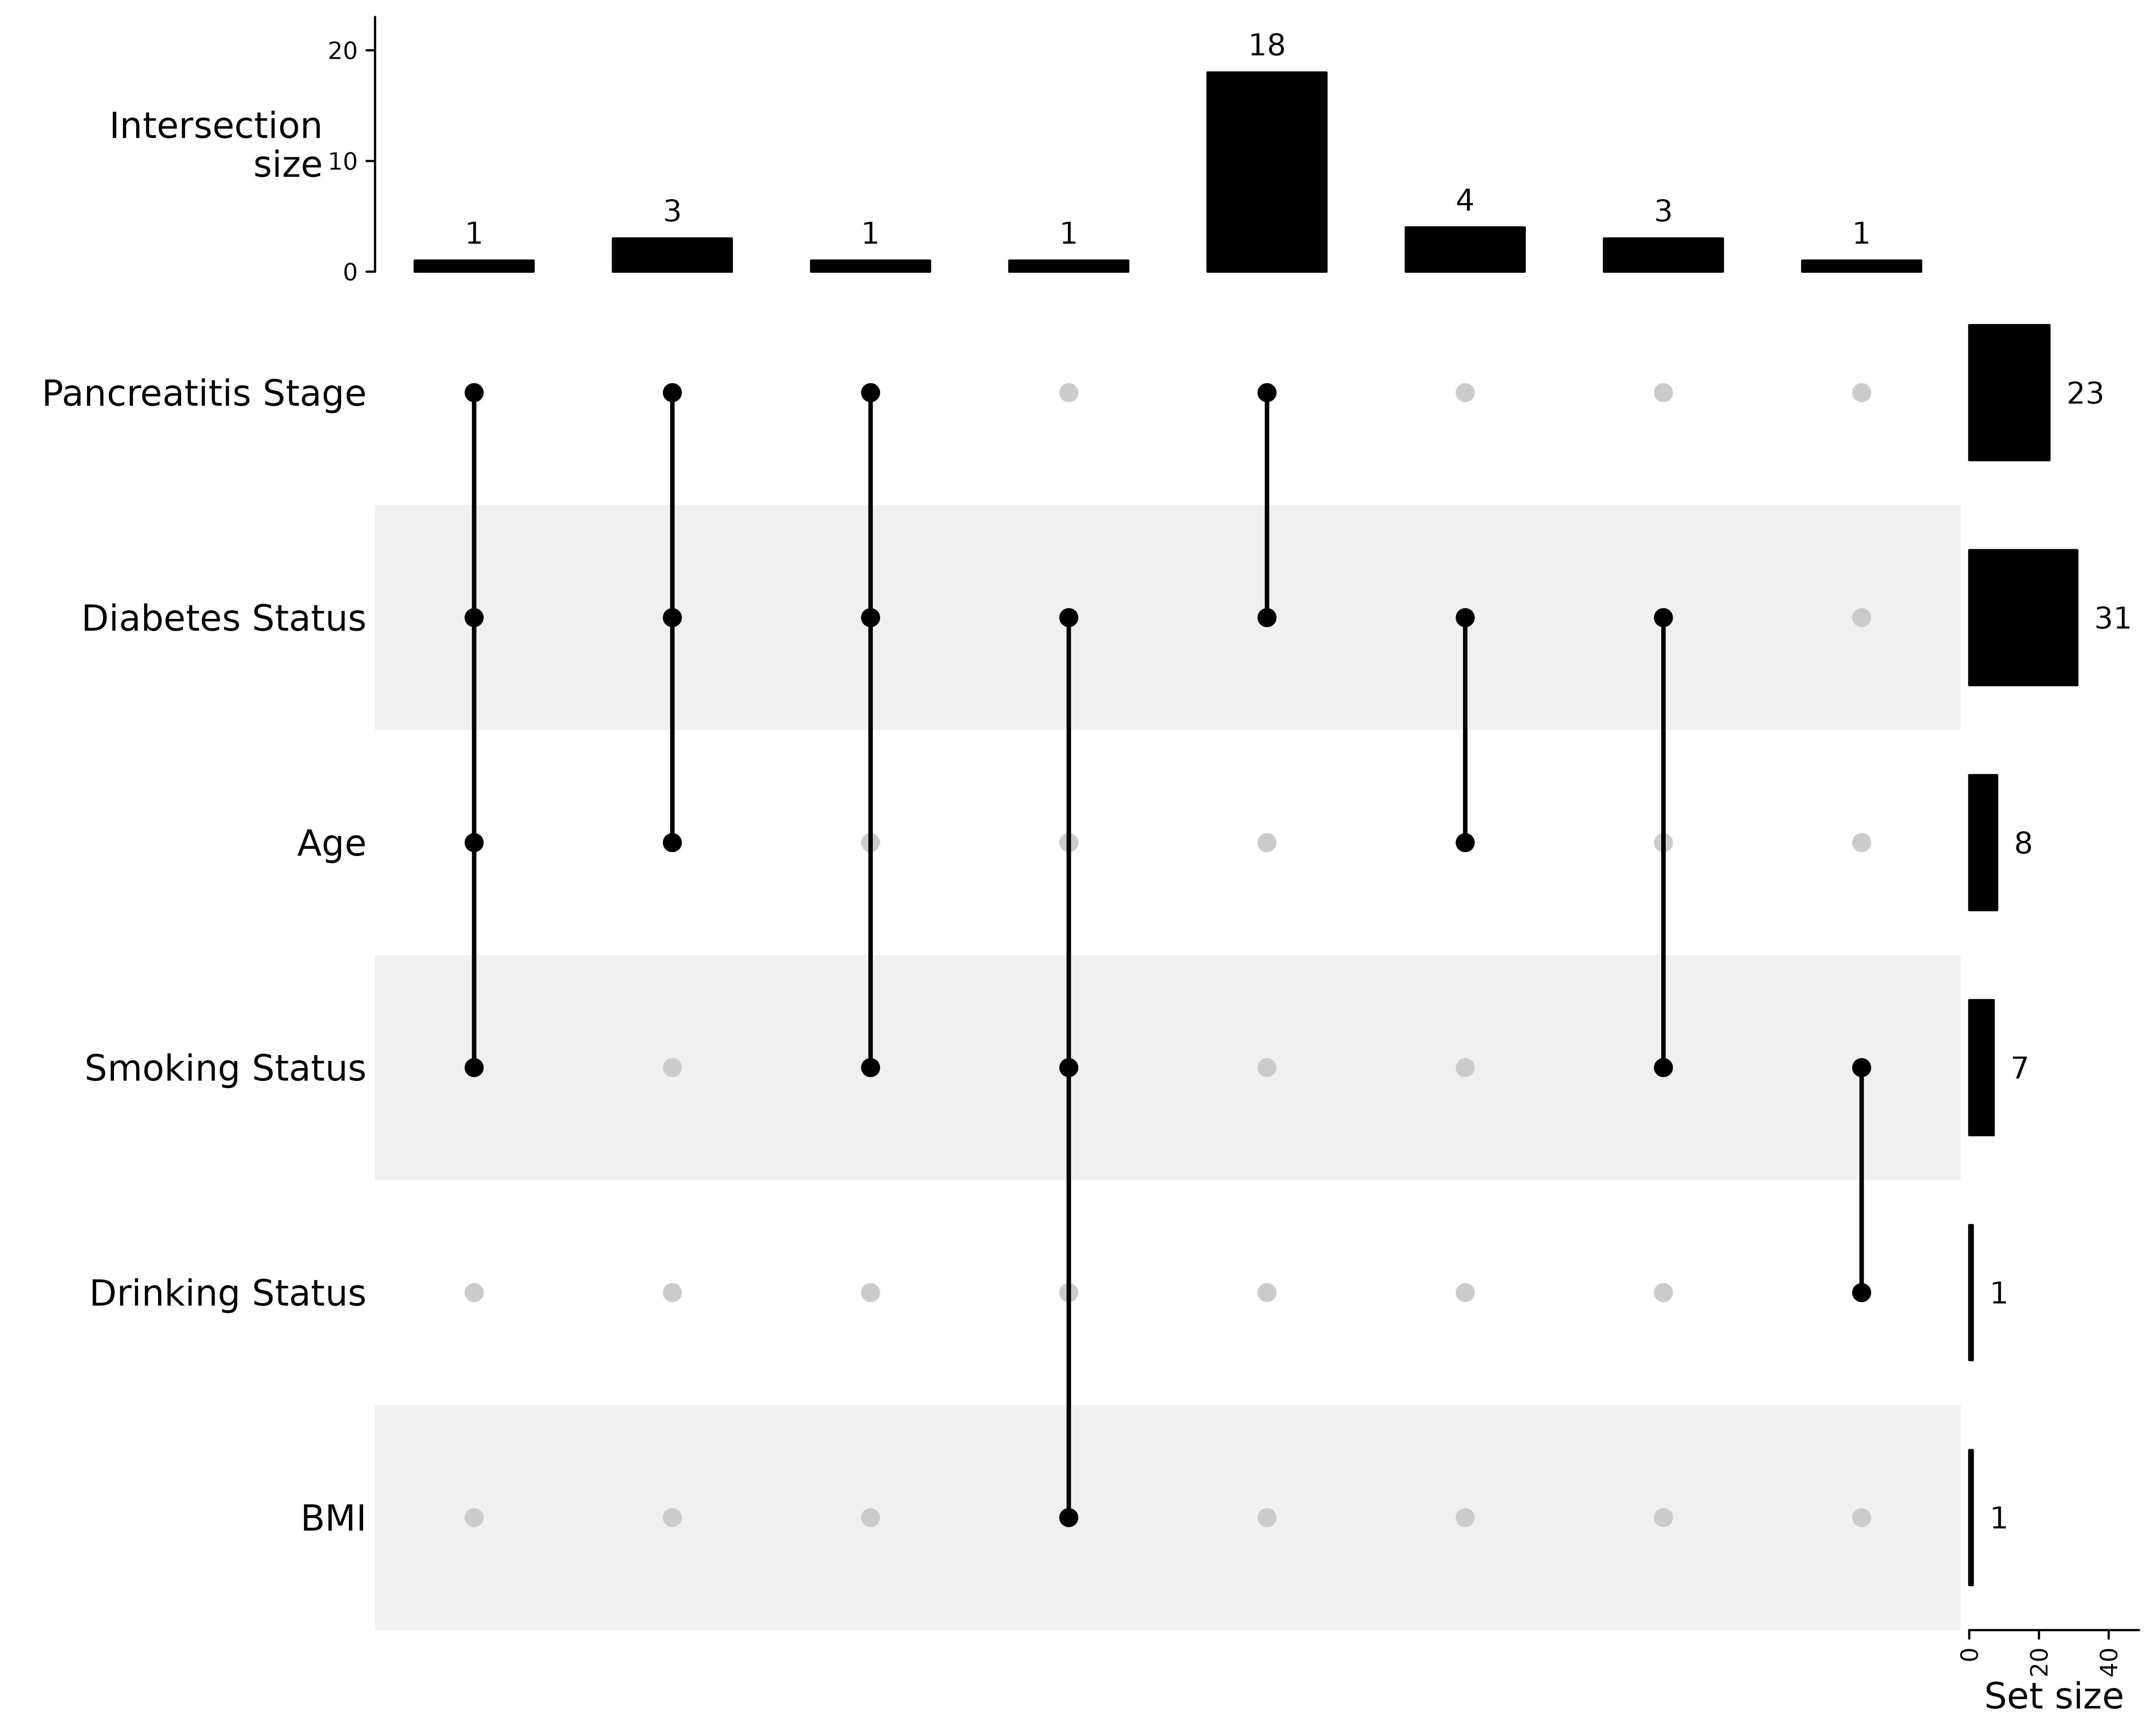 20
18
Intersection
size
10
4
3
3
1
1
1
1
0
Pancreatitis Stage
23
Diabetes Status
31
Age
8
Smoking Status
7
Drinking Status
1
BMI
1
0
20
40
Set size